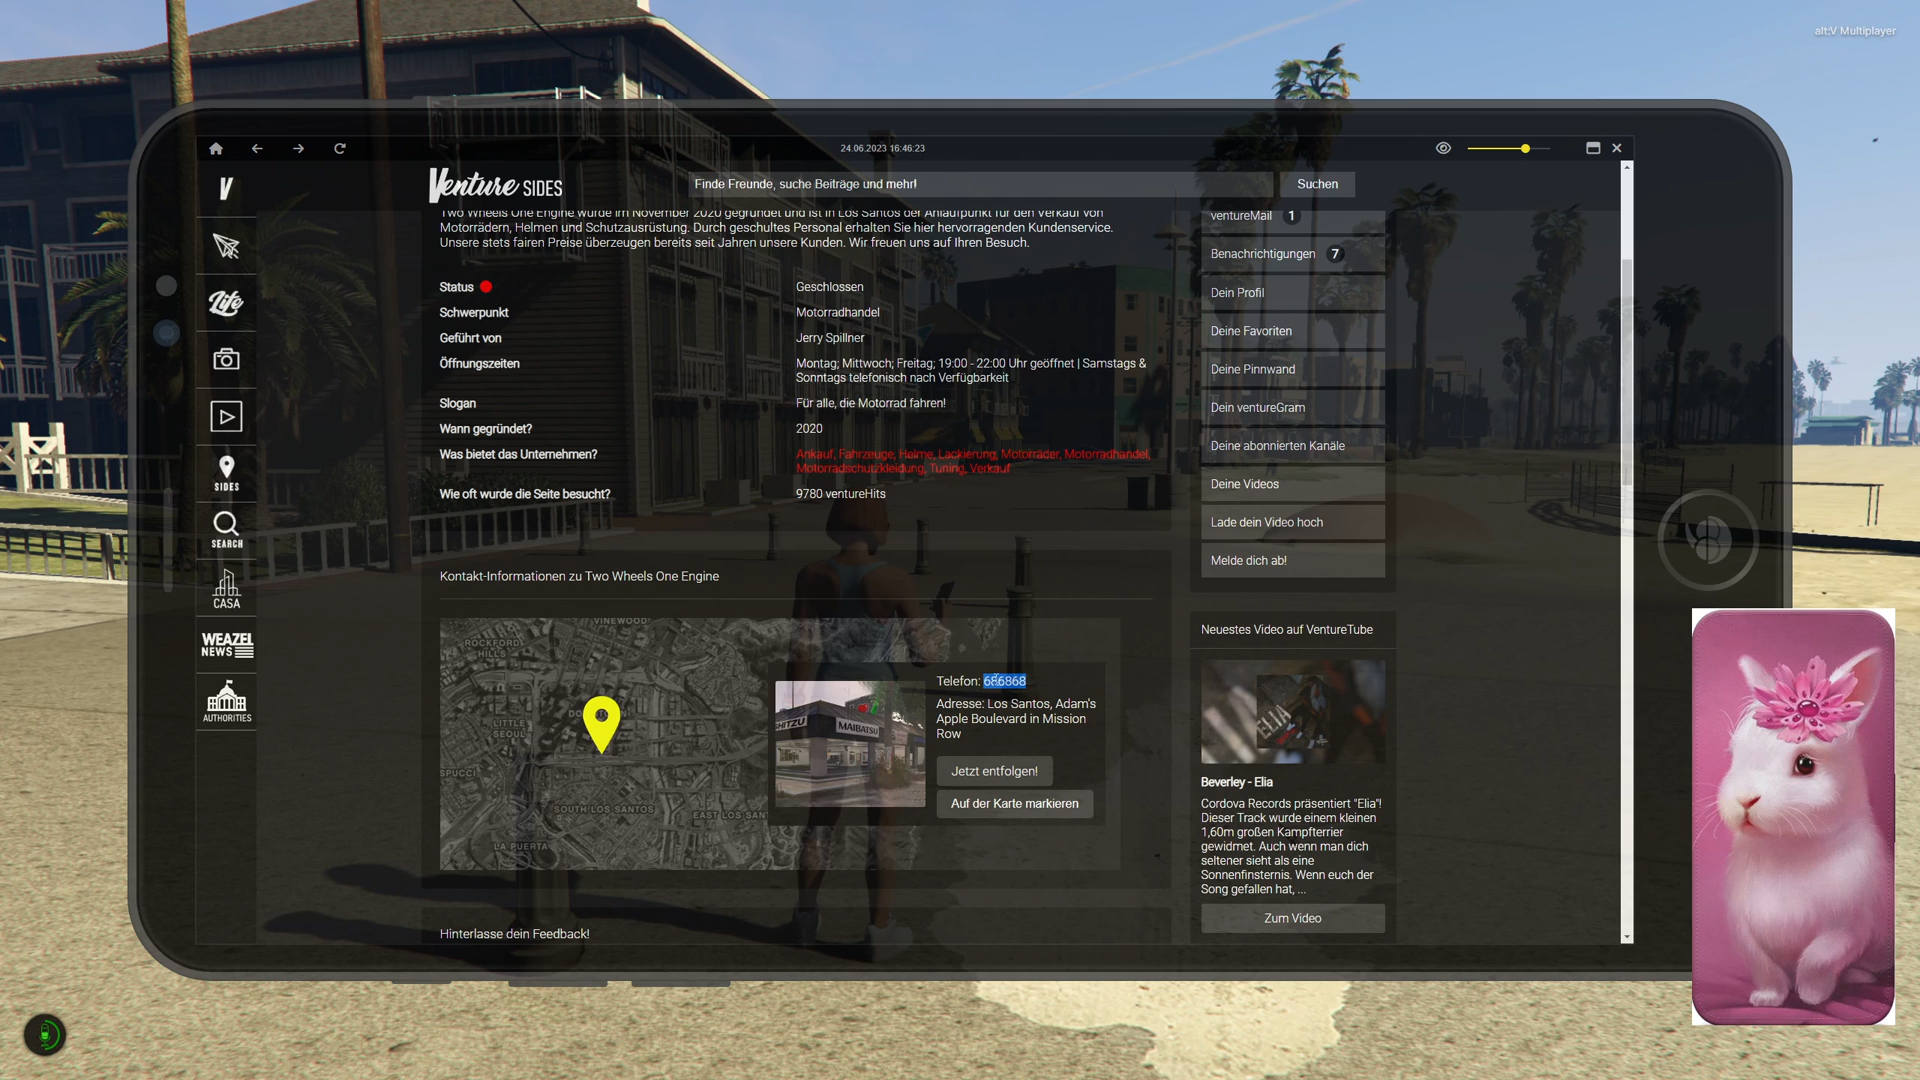 alt:V Multiplayer
24.06.2023 16:46:23
V
Venture SIDES
Finde Freunde, suche Beiträge und mehr!
Suchen
Life
SIDES
SEARCH
CASA
WEAZEL
NEWS
AUTHORITIES
Two Wheels One Engine wurde im November 2020 gegründet und ist in Los Santos der Anlaufpunkt für den Verkauf von
Motorrädern, Helmen und Schutzausrüstung. Durch geschultes Personal erhalten Sie hier hervorragenden Kundenservice.
Unsere stets fairen Preise überzeugen bereits seit Jahren unsere Kunden. Wir freuen uns auf Ihren Besuch.
Status Geschlossen
Schwerpunkt Motorradhandel
Geführt von Jerry Spillner
Öffnungszeiten Montag; Mittwoch; Freitag; 19:00 - 22:00 Uhr geöffnet | Samstags &
Sonntags telefonisch nach Verfügbarkeit
Slogan Für alle, die Motorrad fahren!
Wann gegründet? 2020
Was bietet das Unternehmen? Ankauf, Fahrzeuge, Helme, Lackierung, Motorräder, Motorradhandel,
Motorradschutzkleidung, Tuning, Verkauf
Wie oft wurde die Seite besucht? 9780 ventureHits
Kontakt-Informationen zu Two Wheels One Engine
VINEWOOD
ROCKFORD
HILLS
LITTLE
SEOUL
SPUCCI
SOUTH LOS SANTOS
EAST LOS SAN
LA PUERTA
HITZU
MAIBATSU
Telefon: 686868
Adresse: Los Santos, Adam's
Apple Boulevard in Mission
Row
Jetzt entfolgen!
Auf der Karte markieren
Hinterlasse dein Feedback!
ventureMail 1
Benachrichtigungen 7
Dein Profil
Deine Favoriten
Deine Pinnwand
Dein ventureGram
Deine abonnierten Kanäle
Deine Videos
Lade dein Video hoch
Melde dich ab!
Neuestes Video auf VentureTube
ELIA
Beverley - Elia
Cordova Records präsentiert "Elia"!
Dieser Track wurde einem kleinen
1,60m großen Kampfterrier
gewidmet. Auch wenn man dich
seltener sieht als eine
Sonnenfinsternis. Wenn euch der
Song gefallen hat, ...
Zum Video